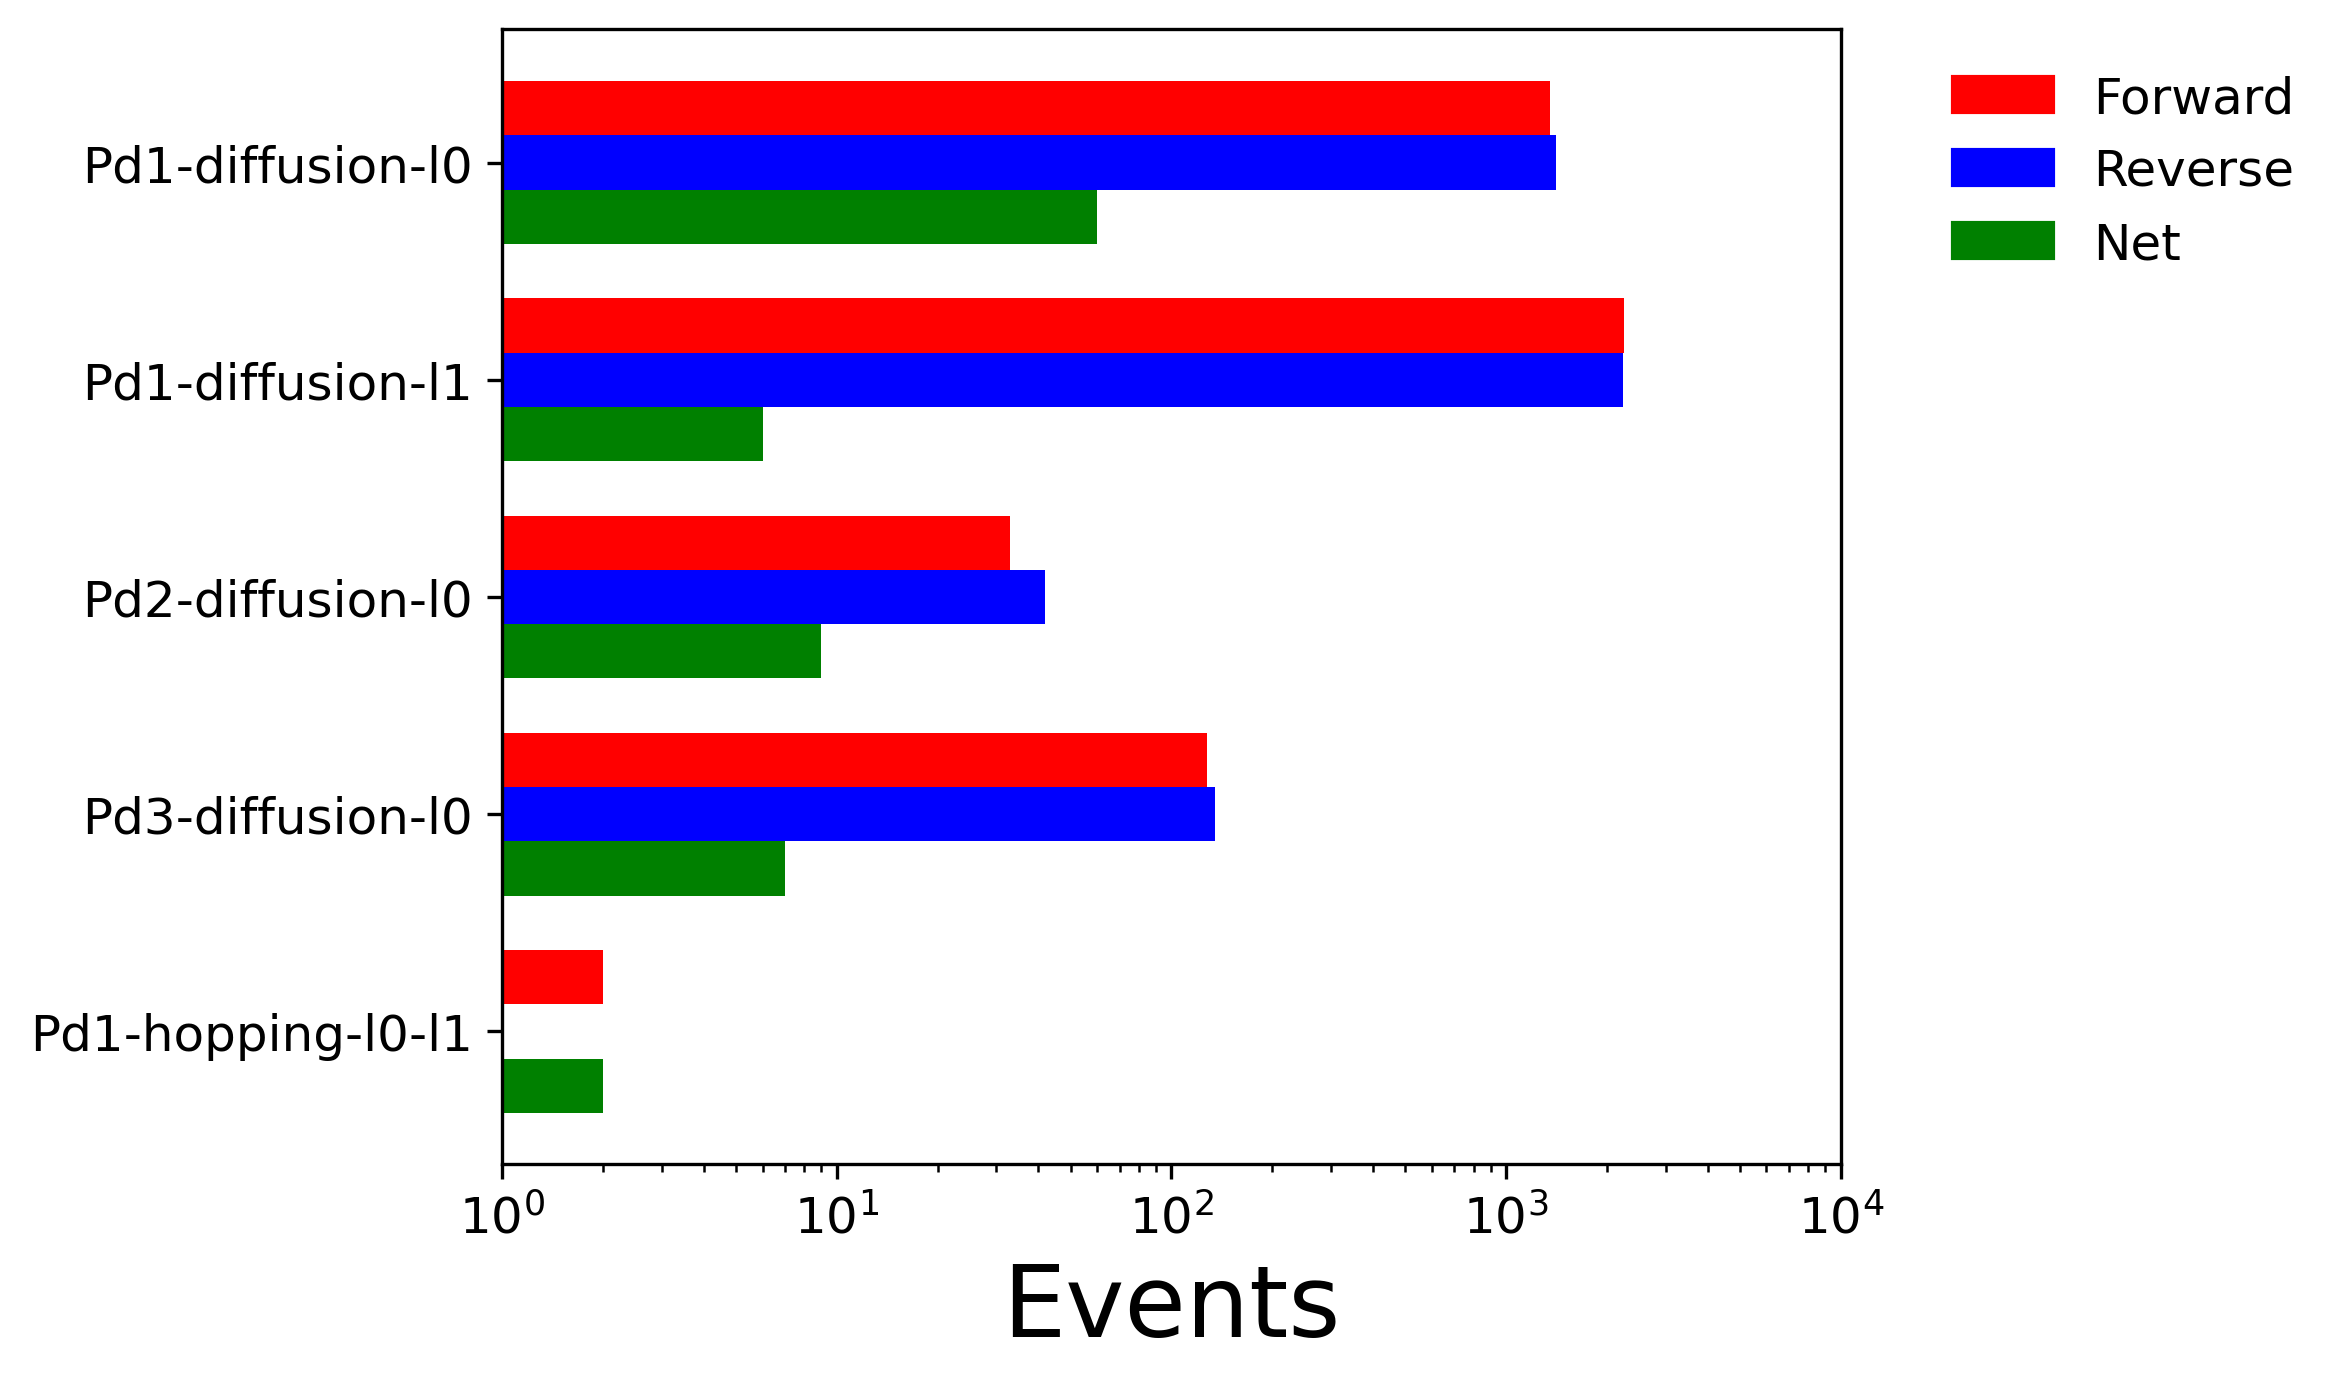 Pd1-diffusion-l0
Pd1-diffusion-l1
Pd2-diffusion-l0
Pd3-diffusion-l0
Pd1-hopping-l0-l1
10⁰ 10¹ 10² 10³ 10⁴
Events
Forward
Reverse
Net